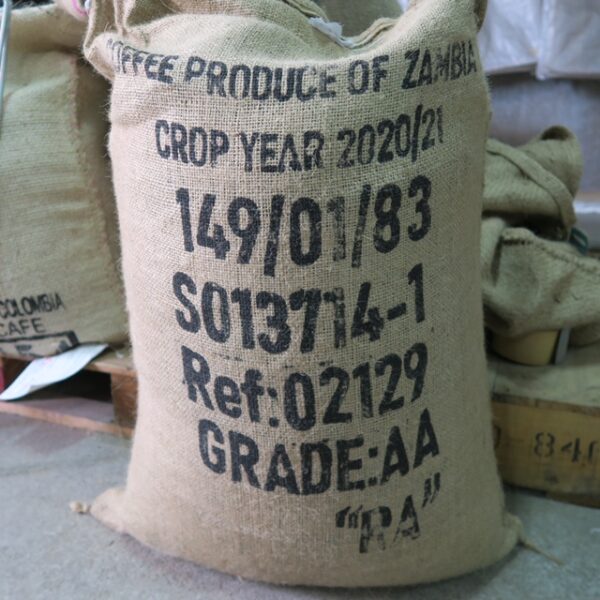 COFFEE PRODUCE OF ZAMBIA
CROP YEAR 2020/21
149/01/83
S013714-1
Ref:02129
GRADE:AA
"RA"
COLOMBIA
CAFE
840